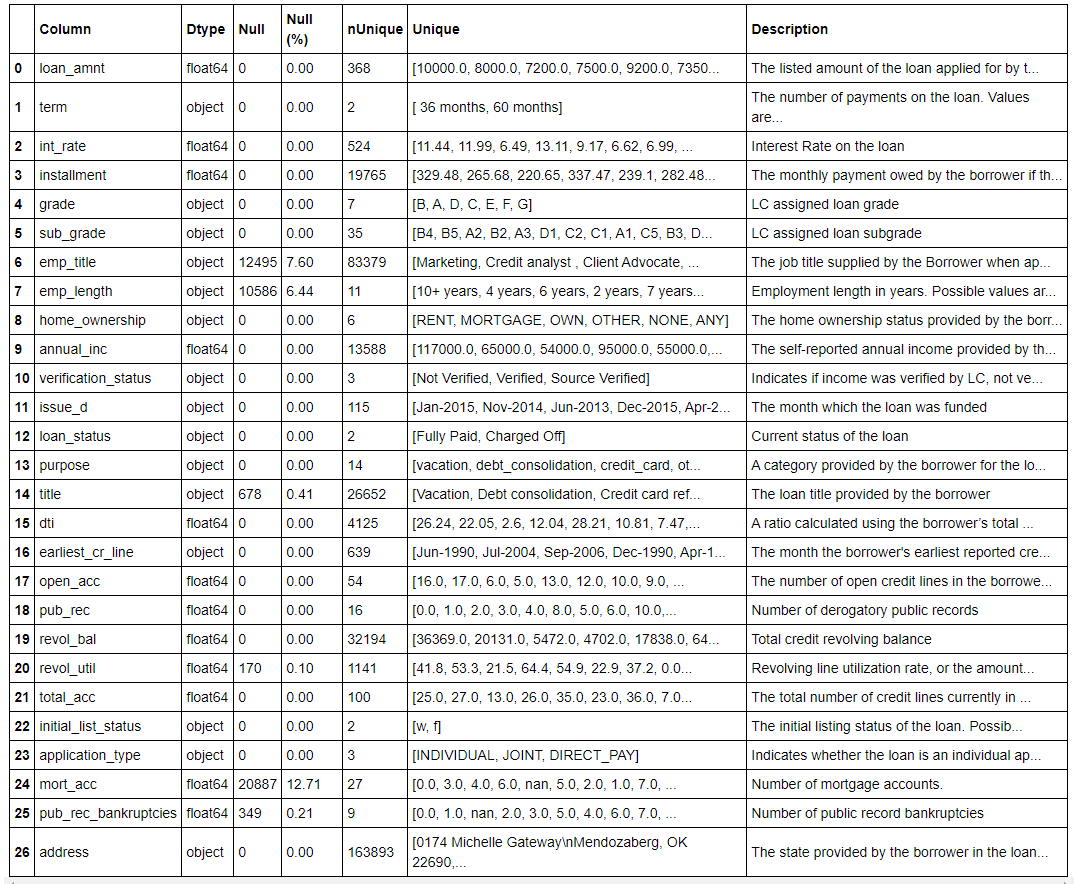 Column Dtype Null Null (%) nUnique Unique Description
0 loan_amnt float64 0 0.00 368 [10000.0, 8000.0, 7200.0, 7500.0, 9200.0, 7350... The listed amount of the loan applied for by t...
1 term object 0 0.00 2 [ 36 months, 60 months] The number of payments on the loan. Values are...
2 int_rate float64 0 0.00 524 [11.44, 11.99, 6.49, 13.11, 9.17, 6.62, 6.99, ... Interest Rate on the loan
3 installment float64 0 0.00 19765 [329.48, 265.68, 220.65, 337.47, 239.1, 282.48... The monthly payment owed by the borrower if th...
4 grade object 0 0.00 7 [B, A, D, C, E, F, G] LC assigned loan grade
5 sub_grade object 0 0.00 35 [B4, B5, A2, B2, A3, D1, C2, C1, A1, C5, B3, D... LC assigned loan subgrade
6 emp_title object 12495 7.60 83379 [Marketing, Credit analyst , Client Advocate, ... The job title supplied by the Borrower when ap...
7 emp_length object 10586 6.44 11 [10+ years, 4 years, 6 years, 2 years, 7 years... Employment length in years. Possible values ar...
8 home_ownership object 0 0.00 6 [RENT, MORTGAGE, OWN, OTHER, NONE, ANY] The home ownership status provided by the borr...
9 annual_inc float64 0 0.00 13588 [117000.0, 65000.0, 54000.0, 95000.0, 55000.0,... The self-reported annual income provided by th...
10 verification_status object 0 0.00 3 [Not Verified, Verified, Source Verified] Indicates if income was verified by LC, not ve...
11 issue_d object 0 0.00 115 [Jan-2015, Nov-2014, Jun-2013, Dec-2015, Apr-2... The month which the loan was funded
12 loan_status object 0 0.00 2 [Fully Paid, Charged Off] Current status of the loan
13 purpose object 0 0.00 14 [vacation, debt_consolidation, credit_card, ot... A category provided by the borrower for the lo...
14 title object 678 0.41 26652 [Vacation, Debt consolidation, Credit card ref... The loan title provided by the borrower
15 dti float64 0 0.00 4125 [26.24, 22.05, 2.6, 12.04, 28.21, 10.81, 7.47,... A ratio calculated using the borrower’s total ...
16 earliest_cr_line object 0 0.00 639 [Jun-1990, Jul-2004, Sep-2006, Dec-1990, Apr-1... The month the borrower's earliest reported cre...
17 open_acc float64 0 0.00 54 [16.0, 17.0, 6.0, 5.0, 13.0, 12.0, 10.0, 9.0, ... The number of open credit lines in the borrowe...
18 pub_rec float64 0 0.00 16 [0.0, 1.0, 2.0, 3.0, 4.0, 8.0, 5.0, 6.0, 10.0,... Number of derogatory public records
19 revol_bal float64 0 0.00 32194 [36369.0, 20131.0, 5472.0, 4702.0, 17838.0, 64... Total credit revolving balance
20 revol_util float64 170 0.10 1141 [41.8, 53.3, 21.5, 64.4, 54.9, 22.9, 37.2, 0.0... Revolving line utilization rate, or the amount...
21 total_acc float64 0 0.00 100 [25.0, 27.0, 13.0, 26.0, 35.0, 23.0, 36.0, 7.0... The total number of credit lines currently in ...
22 initial_list_status object 0 0.00 2 [w, f] The initial listing status of the loan. Possib...
23 application_type object 0 0.00 3 [INDIVIDUAL, JOINT, DIRECT_PAY] Indicates whether the loan is an individual ap...
24 mort_acc float64 20887 12.71 27 [0.0, 3.0, 4.0, 6.0, nan, 5.0, 2.0, 1.0, 7.0, ... Number of mortgage accounts.
25 pub_rec_bankruptcies float64 349 0.21 9 [0.0, 1.0, nan, 2.0, 3.0, 5.0, 4.0, 6.0, 7.0, ... Number of public record bankruptcies
26 address object 0 0.00 163893 [0174 Michelle Gateway\nMendozaberg, OK 22690,... The state provided by the borrower in the loan...